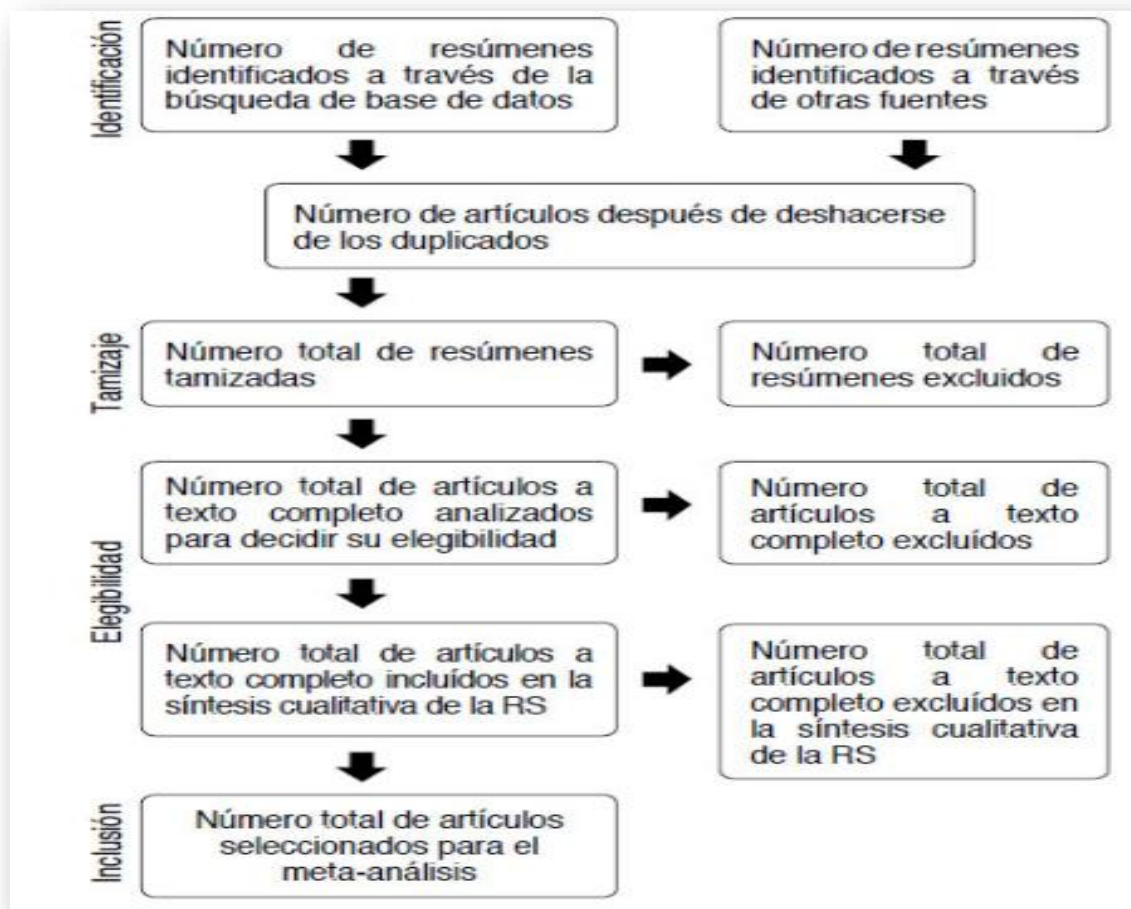 Identificación
Número de resúmenes
identificados a través de la
búsqueda de base de datos
Número de resúmenes
identificados a través
de otras fuentes
Número de artículos después de deshacerse
de los duplicados
Tamizaje
Número total de resúmenes
tamizadas
Número total de
resúmenes excluidos
Elegibilidad
Número total de artículos a
texto completo analizados
para decidir su elegibilidad
Número total de
artículos a texto
completo excluídos
Número total de artículos a
texto completo incluídos en la
síntesis cualitativa de la RS
Número total de
artículos a texto
completo excluídos en
la síntesis cualitativa
de la RS
Inclusión
Número total de artículos
seleccionados para el
meta-análisis